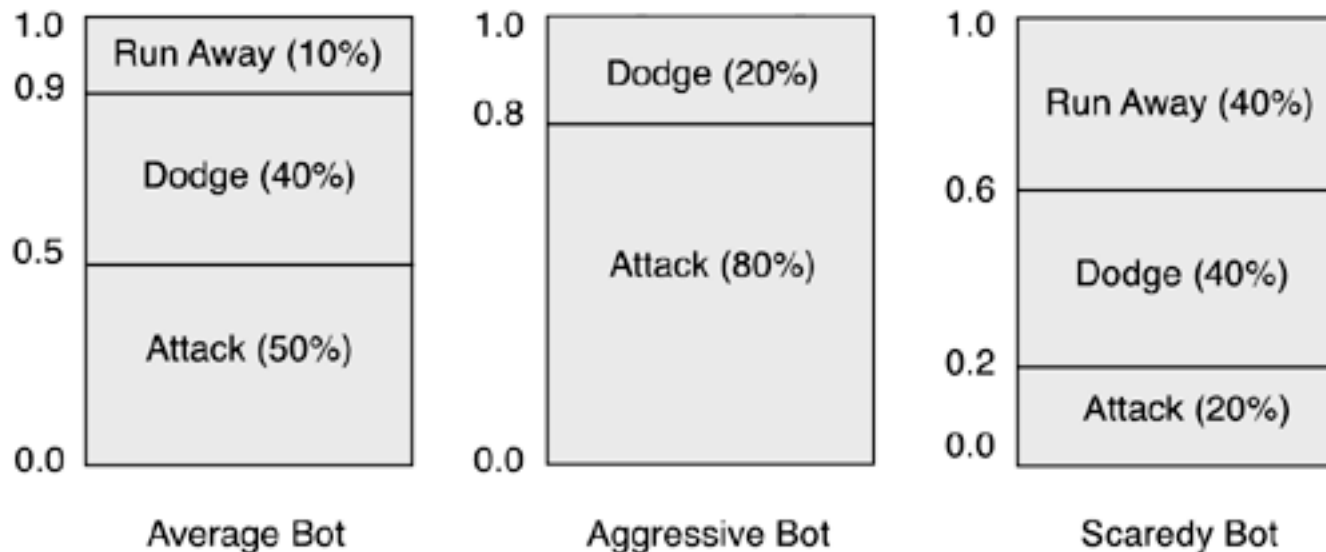 1.0
Run Away (10%)
0.9
Dodge (40%)
0.5
Attack (50%)
0.0
Average Bot
1.0
Dodge (20%)
0.8
Attack (80%)
0.0
Aggressive Bot
1.0
Run Away (40%)
0.6
Dodge (40%)
0.2
Attack (20%)
0.0
Scaredy Bot